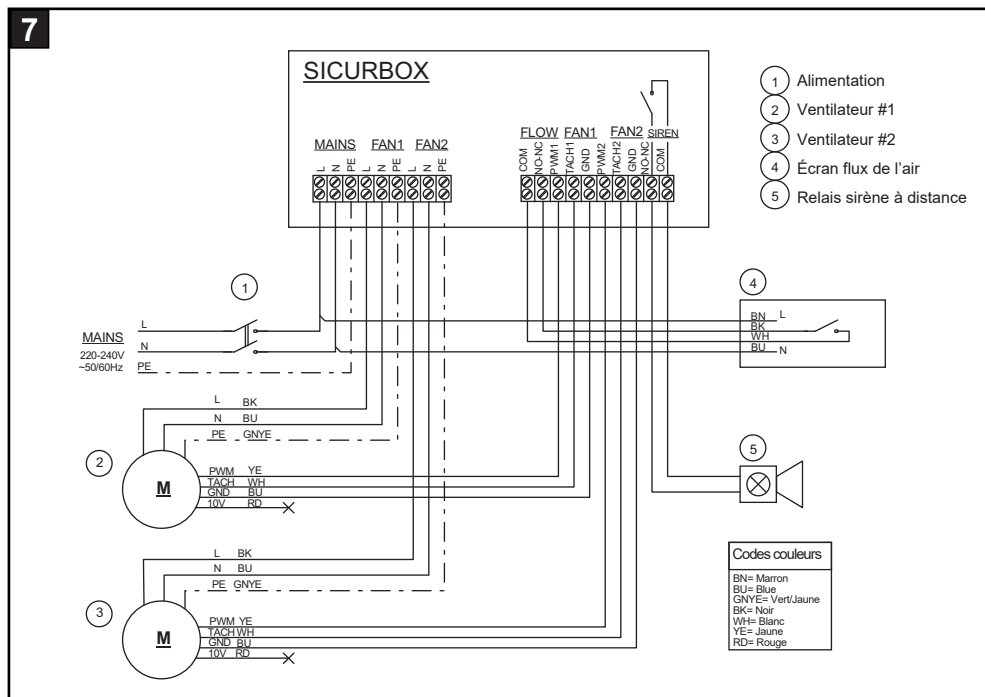 7
SICURBOX
MAINS FAN1 FAN2
L N PE L N PE L N PE
FLOW FAN1 FAN2 SIREN
COM NO-NC PWM1 TACH1 GND PWM2 TACH2 GND NO-NC COM
1 Alimentation
2 Ventilateur #1
3 Ventilateur #2
4 Écran flux de l'air
5 Relais sirène à distance
1
MAINS
220-240V
~50/60Hz
L
N
PE
4
BN L
BK
WH
BU N
L BK
N BU
PE GNYE
2
M
PWM YE
TACH WH
GND BU
10V RD
5
L BK
N BU
PE GNYE
3
M
PWM YE
TACH WH
GND BU
10V RD
Codes couleurs
BN= Marron
BU= Blue
GNYE= Vert/Jaune
BK= Noir
WH= Blanc
YE= Jaune
RD= Rouge